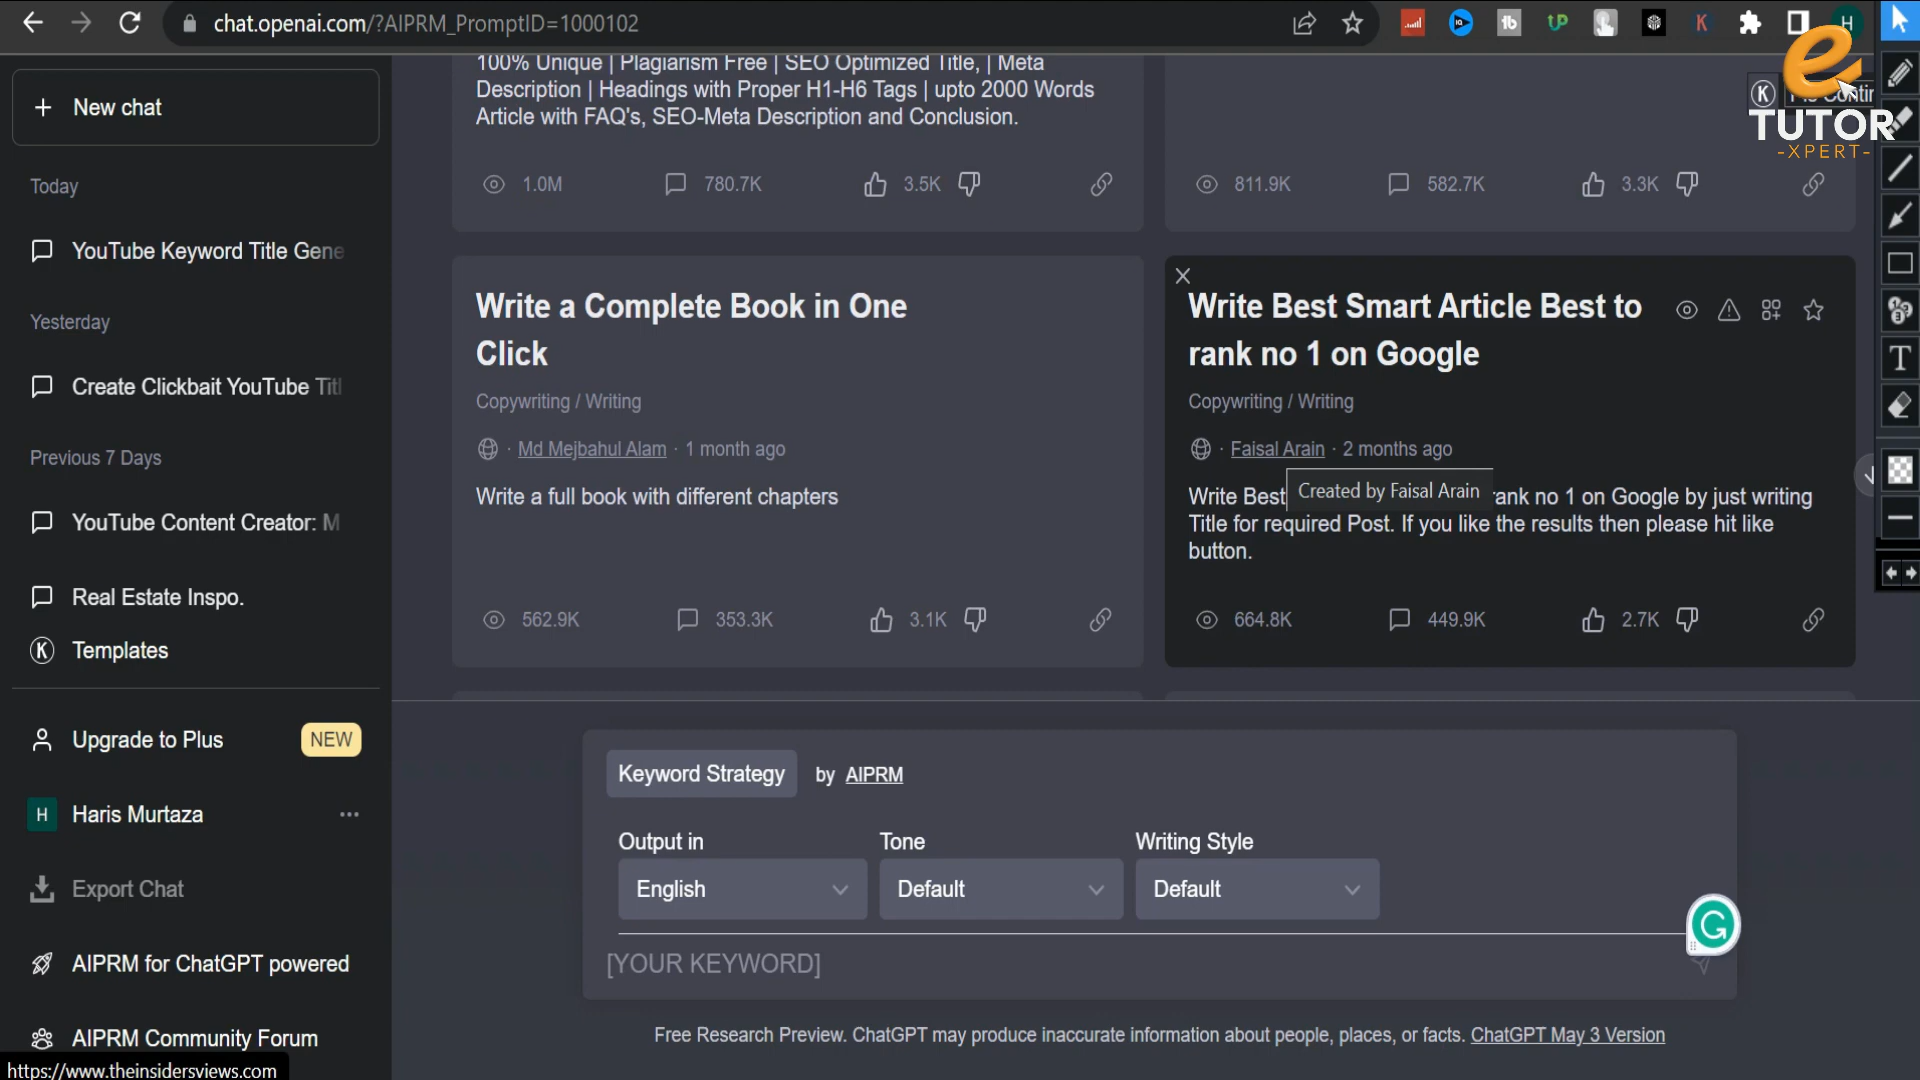 chat.openai.com/?AIPRM_PromptID=1000102
New chat
Today
YouTube Keyword Title Gene
Yesterday
Create Clickbait YouTube Tit
Previous 7 Days
YouTube Content Creator: M
Real Estate Inspo.
Templates
Upgrade to Plus NEW
H Haris Murtaza
Export Chat
AIPRM for ChatGPT powered
AIPRM Community Forum
https://www.theinsidersviews.com
100% Unique | Plagiarism Free | SEO Optimized Title, | Meta
Description | Headings with Proper H1-H6 Tags | upto 2000 Words
Article with FAQ's, SEO-Meta Description and Conclusion.
1.0M 780.7K 3.5K
811.9K 582.7K 3.3K
Write a Complete Book in One
Click
Copywriting / Writing
· Md Mejbahul Alam · 1 month ago
Write a full book with different chapters
562.9K 353.3K 3.1K
Write Best Smart Article Best to
rank no 1 on Google
Copywriting / Writing
· Faisal Arain · 2 months ago
Created by Faisal Arain
Write Best rank no 1 on Google by just writing
Title for required Post. If you like the results then please hit like
button.
664.8K 449.9K 2.7K
Keyword Strategy by AIPRM
Output in Tone Writing Style
English Default Default
[YOUR KEYWORD]
Free Research Preview. ChatGPT may produce inaccurate information about people, places, or facts. ChatGPT May 3 Version
e
TUTOR
-XPERT-